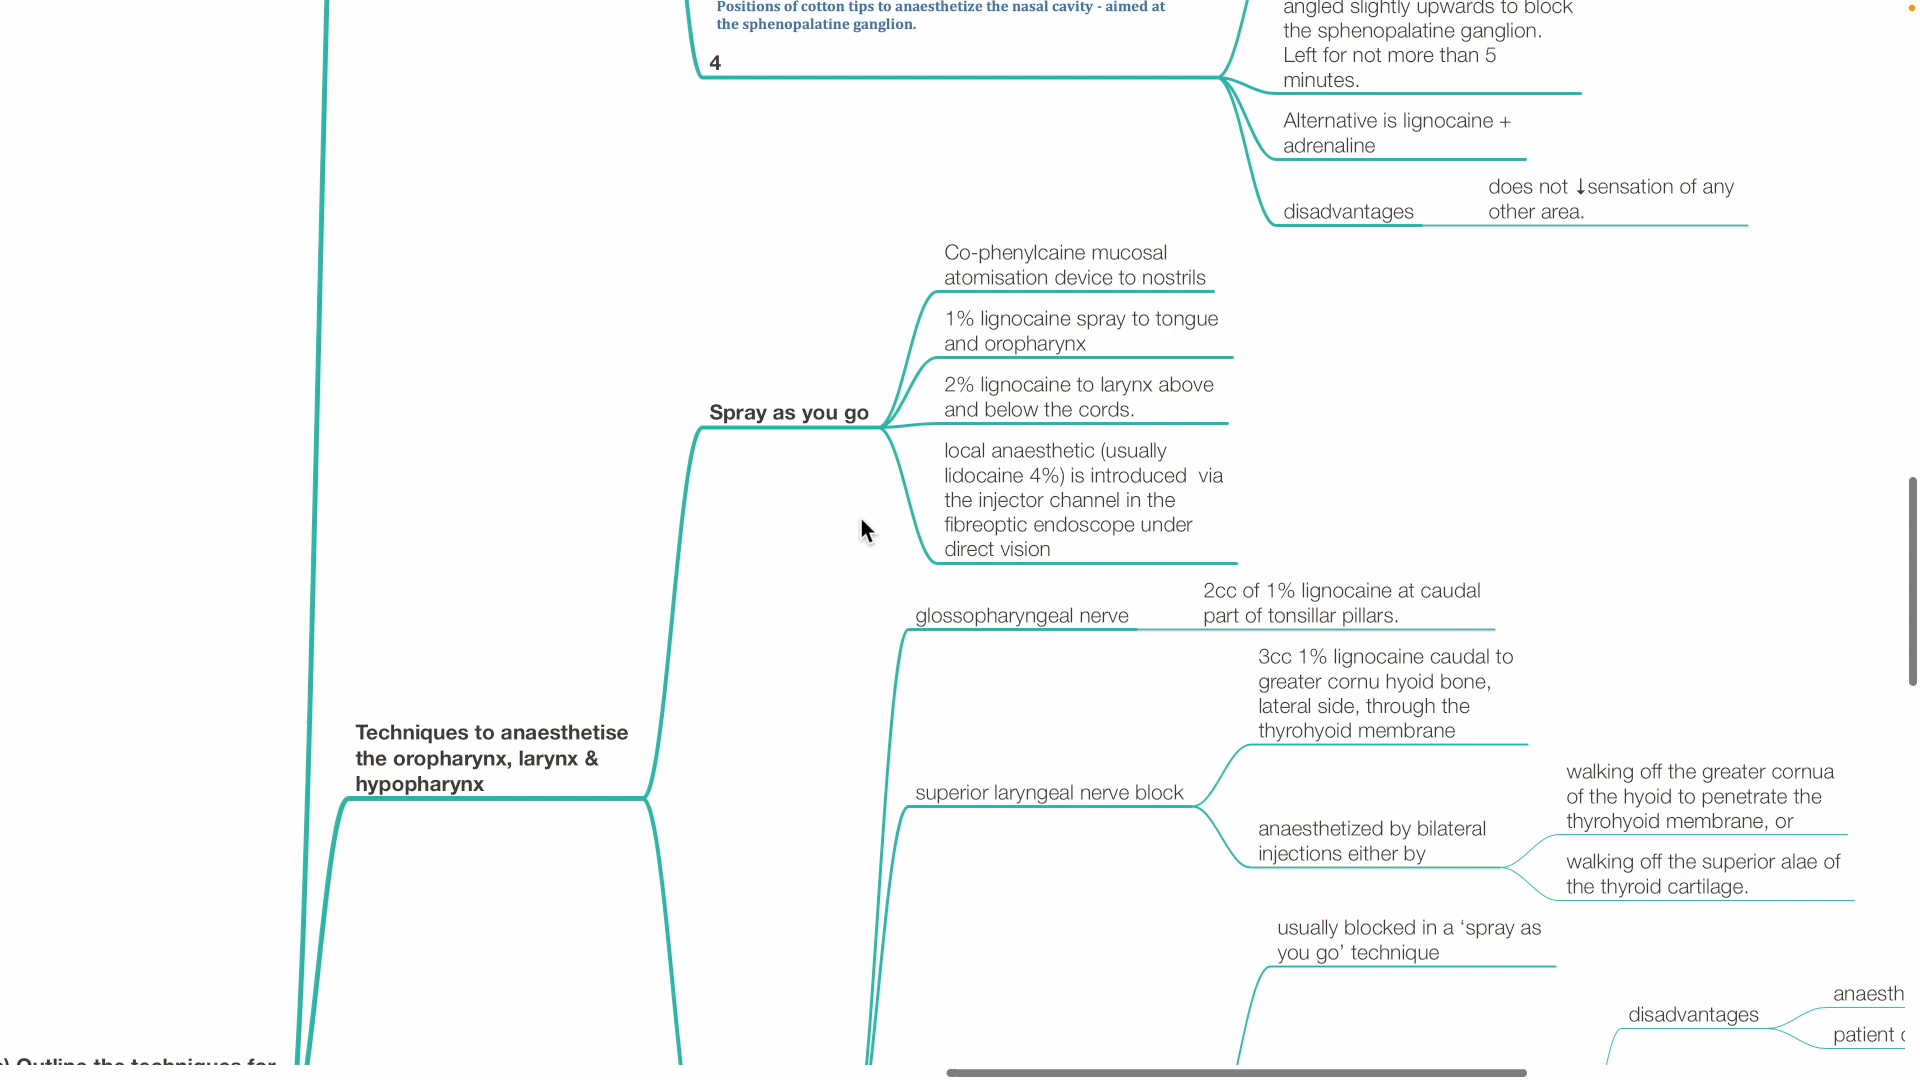 Positions of cotton tips to anaesthetize the nasal cavity - aimed at
the sphenopalatine ganglion.
4
angled slightly upwards to block
the sphenopalatine ganglion.
Left for not more than 5
minutes.
Alternative is lignocaine +
adrenaline
disadvantages
does not ↓sensation of any
other area.
Spray as you go
Co-phenylcaine mucosal
atomisation device to nostrils
1% lignocaine spray to tongue
and oropharynx
2% lignocaine to larynx above
and below the cords.
local anaesthetic (usually
lidocaine 4%) is introduced via
the injector channel in the
fibreoptic endoscope under
direct vision
Techniques to anaesthetise
the oropharynx, larynx &
hypopharynx
glossopharyngeal nerve
2cc of 1% lignocaine at caudal
part of tonsillar pillars.
superior laryngeal nerve block
3cc 1% lignocaine caudal to
greater cornu hyoid bone,
lateral side, through the
thyrohyoid membrane
anaesthetized by bilateral
injections either by
walking off the greater cornua
of the hyoid to penetrate the
thyrohyoid membrane, or
walking off the superior alae of
the thyroid cartilage.
usually blocked in a ‘spray as
you go’ technique
disadvantages
anaesth
patient
) Outline the techniques for